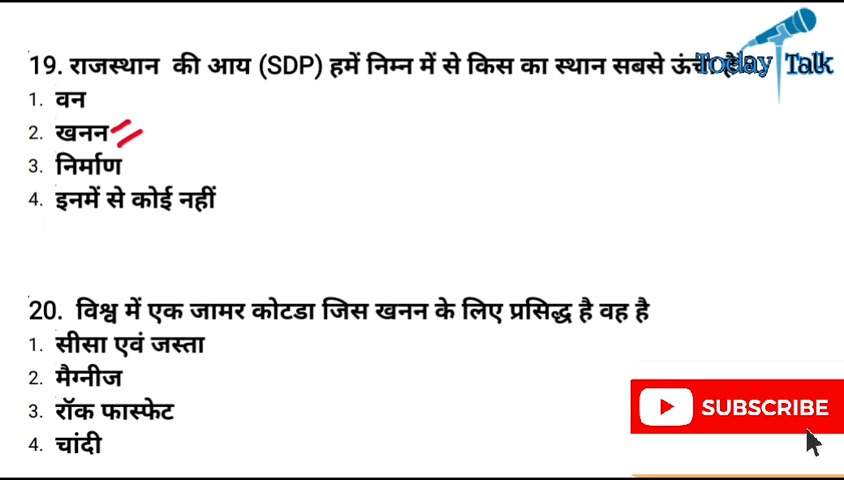 19. राजस्थान की आय (SDP) हमें निम्न में से किस का स्थान सबसे
Today Talk
1. वन
2. खनन
3. निर्माण
4. इनमें से कोई नहीं
20. विश्व में एक जामर कोटडा जिस खनन के लिए प्रसिद्ध है वह है
1. सीसा एवं जस्ता
2. मैग्नीज
3. रॉक फास्फेट
4. चांदी
SUBSCRIBE